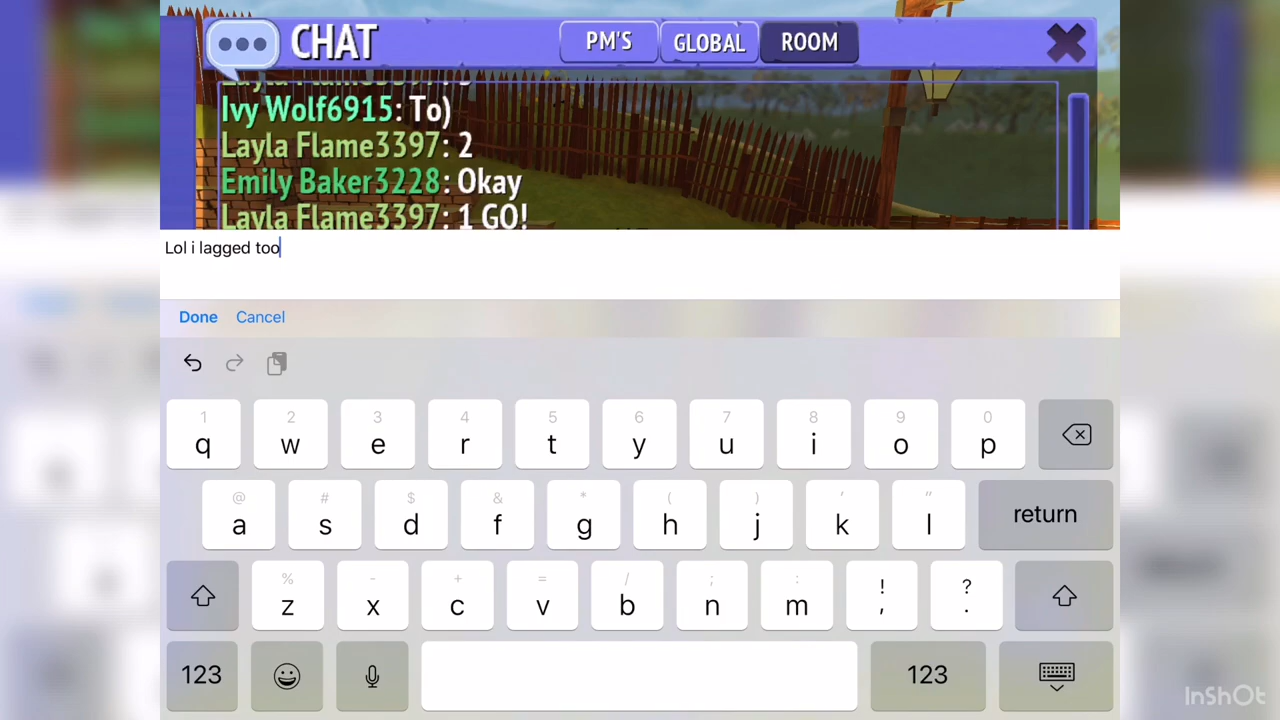 CHAT
PM'S
GLOBAL
ROOM
Ivy Wolf6915: To)
Layla Flame3397: 2
Emily Baker3228: Okay
Layla Flame3397: 1 GO!
Lol i lagged too
Done Cancel
1 2 3 4 5 6 7 8 9 0
q w e r t y u i o p
@ # $ & * ( ) ' "
a s d f g h j k l return
% - + = / ; : ! ?
z x c v b n m , .
123 123
InShOt